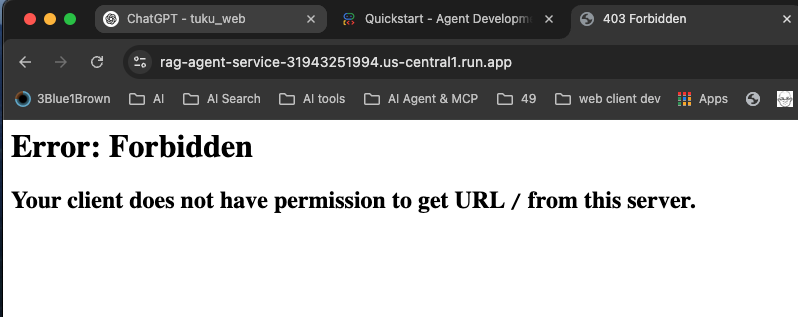 ChatGPT - tuku_web
Quickstart - Agent Developm
403 Forbidden
rag-agent-service-31943251994.us-central1.run.app
3Blue1Brown AI AI Search AI tools AI Agent & MCP 49 web client dev Apps
Error: Forbidden
Your client does not have permission to get URL / from this server.